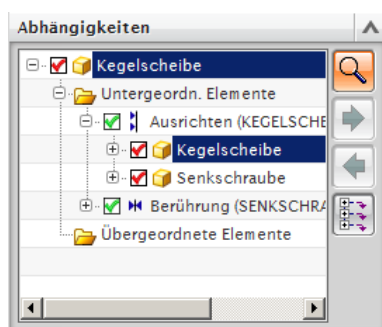 Abhängigkeiten
Kegelscheibe
Untergeordn. Elemente
Ausrichten (KEGELSCHE
Kegelscheibe
Senkschraube
Berührung (SENKSCHRA
Übergeordnete Elemente